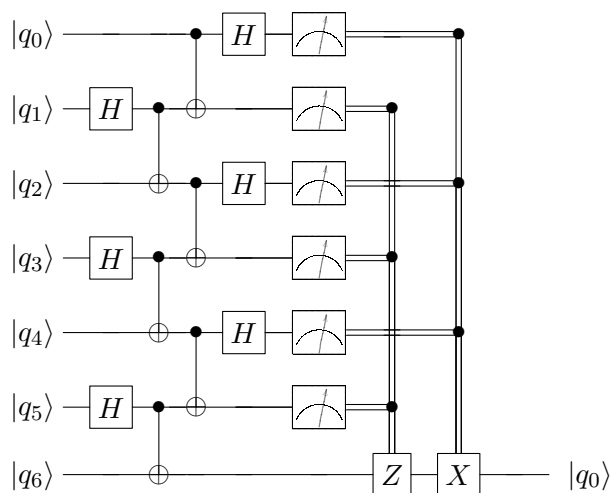 |q₀⟩ H
|q₁⟩ H
|q₂⟩ H
|q₃⟩ H
|q₄⟩ H
|q₅⟩ H
|q₆⟩ Z X |q₀⟩